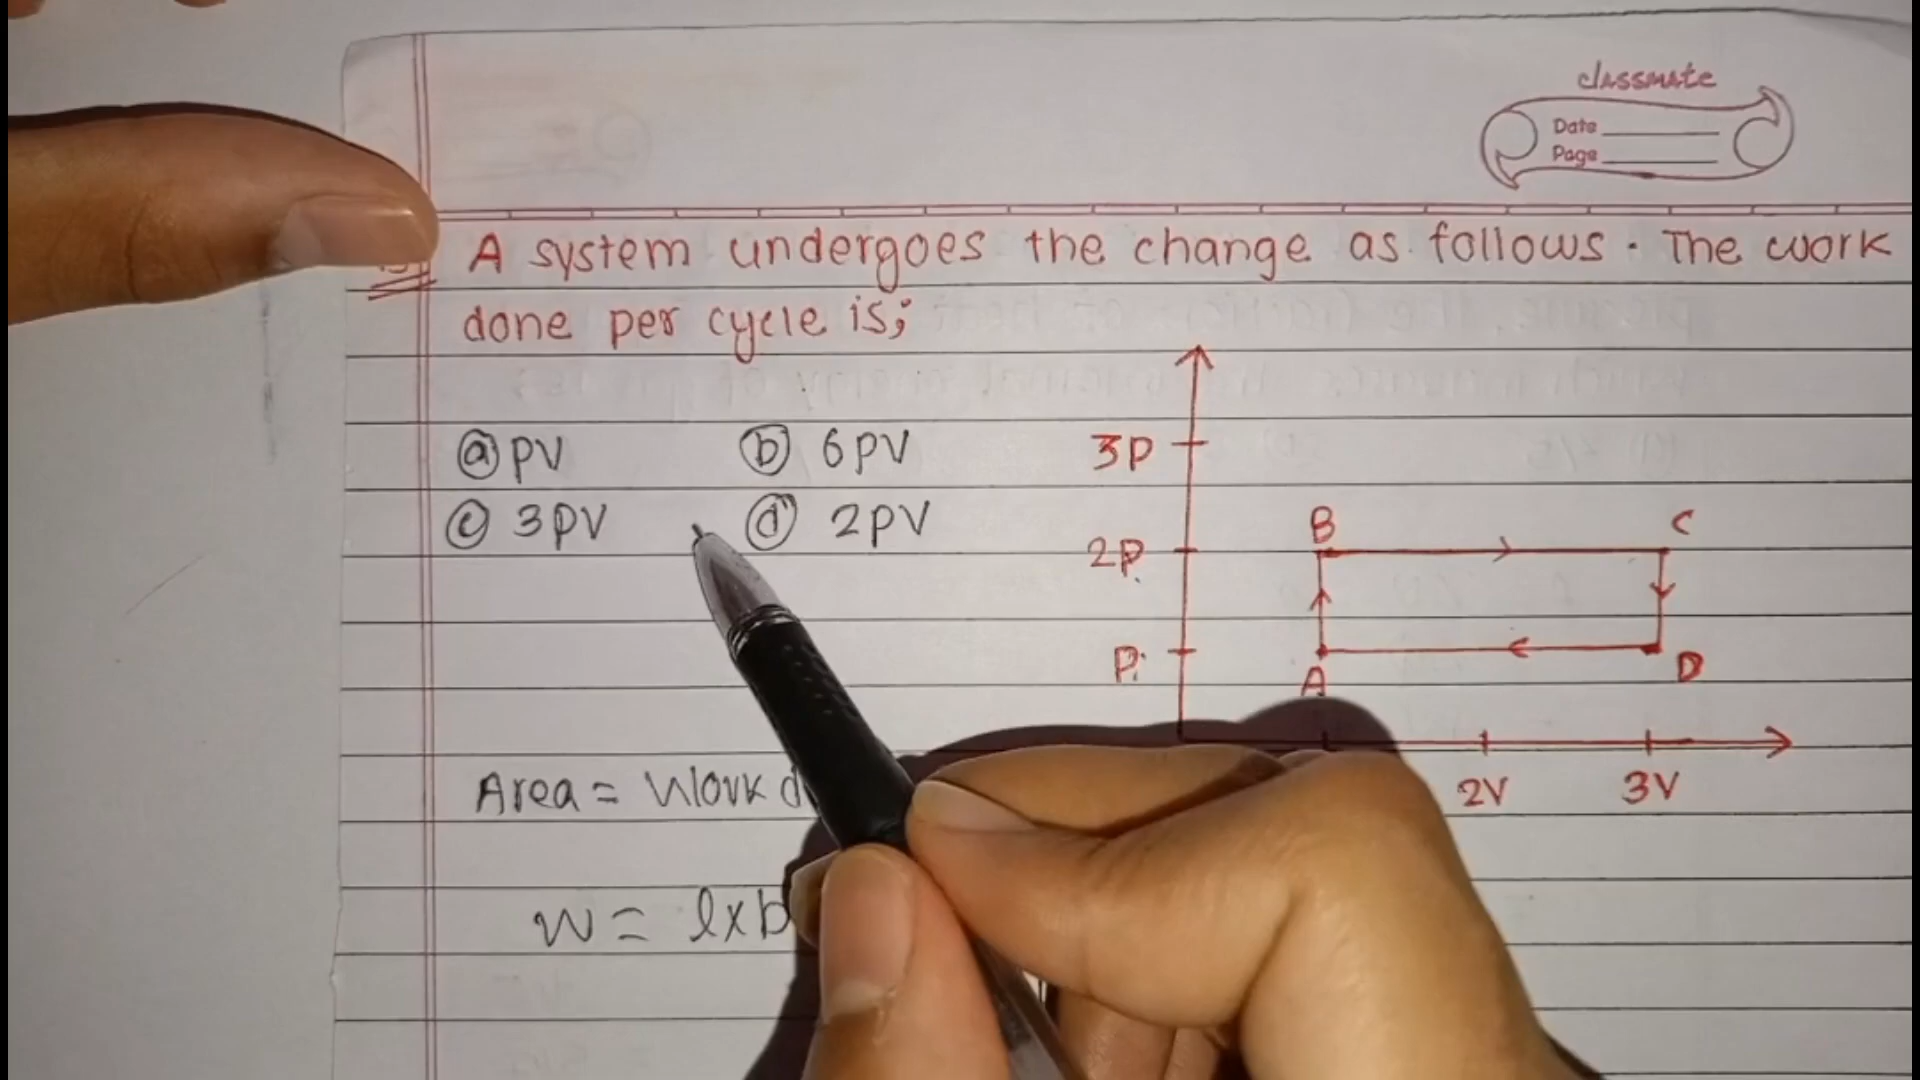 classmate
Date
Page
A system undergoes the change as follows. The work
done per cycle is;
ⓐ PV ⓑ 6PV
ⓒ 3PV ⓓ 2PV
3P
B C
2P
P
A D
2V 3V
Area = Work
W = l×b